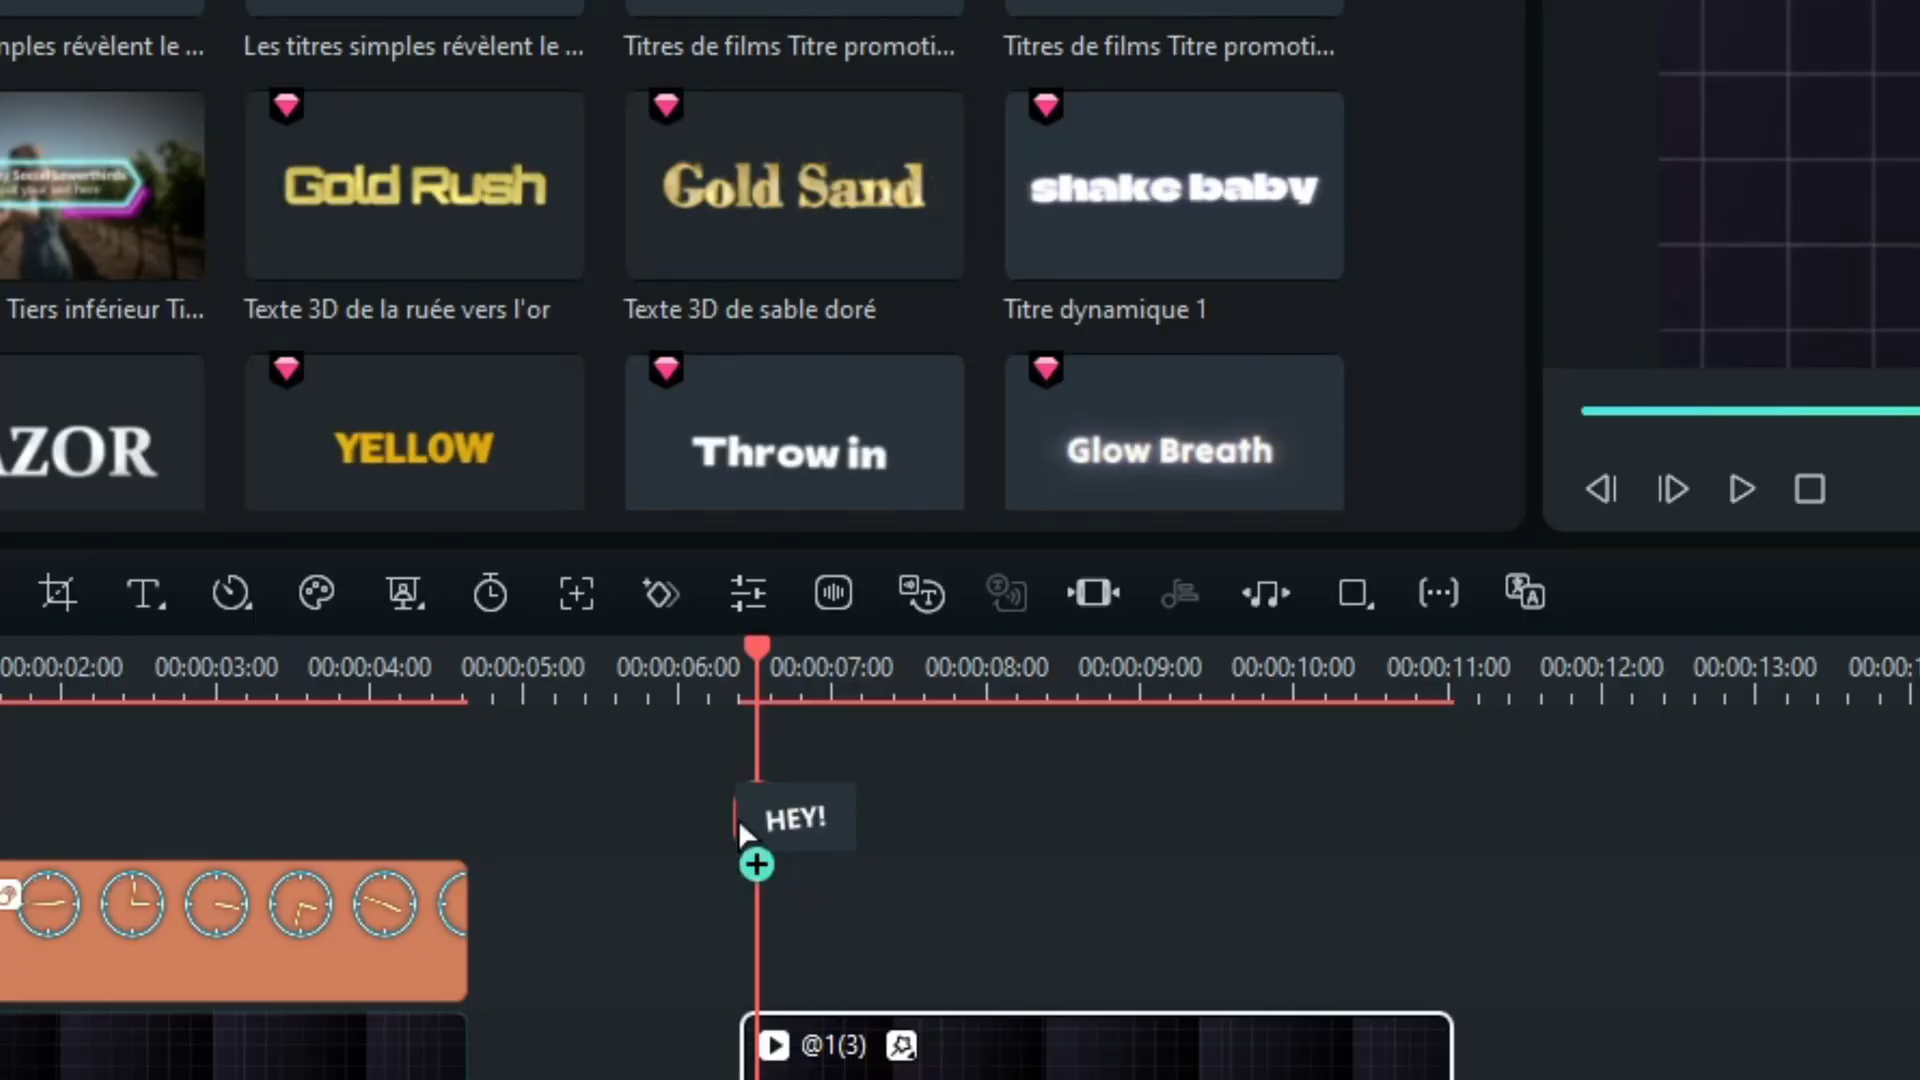 nples révèlent le ...
Les titres simples révèlent le ...
Titres de films Titre promoti...
Titres de films Titre promoti...
Gold Rush
Gold Sand
shake baby
Tiers inférieur Ti...
Texte 3D de la ruée vers l'or
Texte 3D de sable doré
Titre dynamique 1
AZOR
YELLOW
Throw in
Glow Breath
00:00:02:00
00:00:03:00
00:00:04:00
00:00:05:00
00:00:06:00
00:00:07:00
00:00:08:00
00:00:09:00
00:00:10:00
00:00:11:00
00:00:12:00
00:00:13:00
00:00:1
HEY!
@1(3)